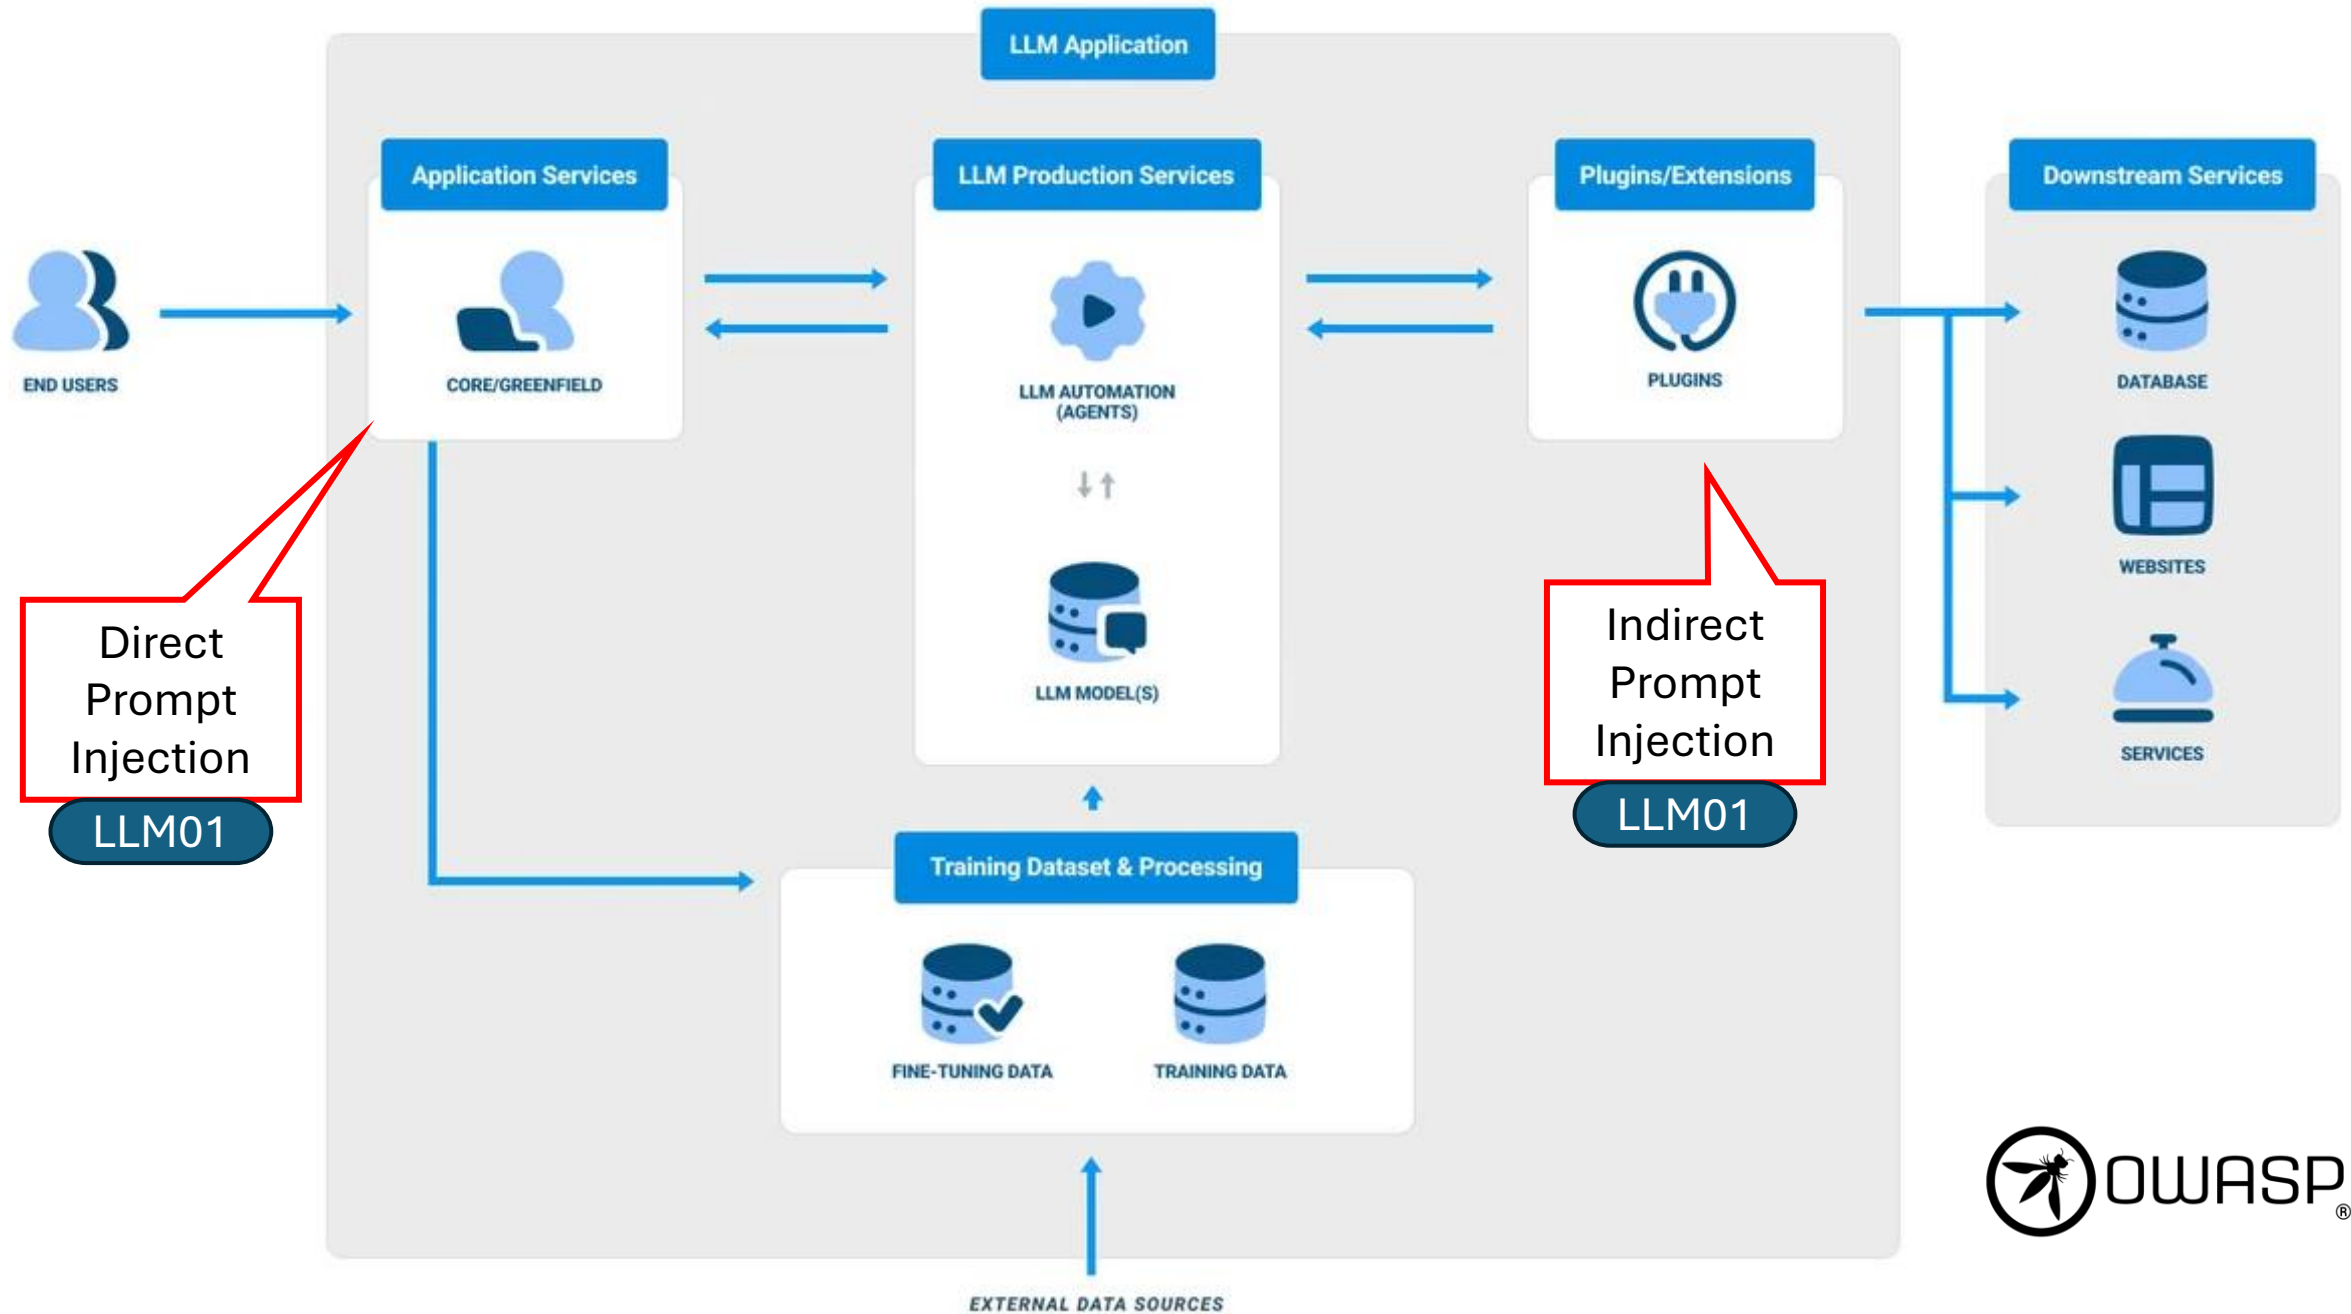 LLM Application
Application Services
LLM Production Services
Plugins/Extensions
Downstream Services
END USERS
CORE/GREENFIELD
LLM AUTOMATION
(AGENTS)
PLUGINS
DATABASE
WEBSITES
SERVICES
LLM MODEL(S)
Direct
Prompt
Injection
LLM01
Indirect
Prompt
Injection
LLM01
Training Dataset & Processing
FINE-TUNING DATA
TRAINING DATA
OWASP®
EXTERNAL DATA SOURCES